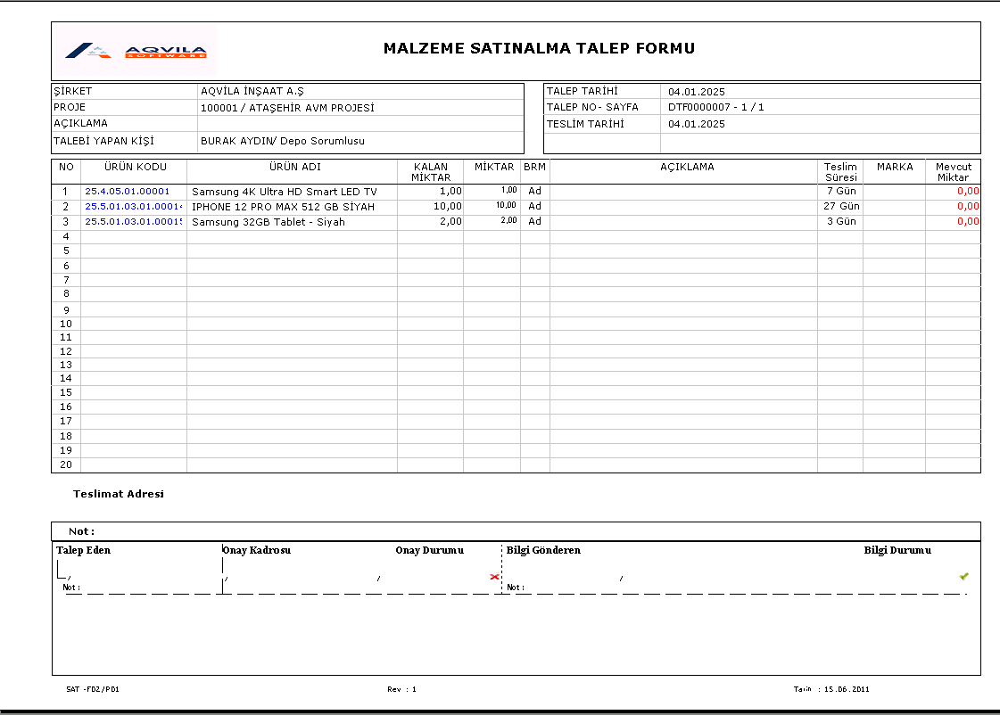 AQVILA
SOFTWARE
MALZEME SATINALMA TALEP FORMU
ŞİRKET AQVİLA İNŞAAT A.Ş
PROJE 100001 / ATAŞEHİR AVM PROJESİ
AÇIKLAMA
TALEBİ YAPAN KİŞİ BURAK AYDIN/ Depo Sorumlusu
TALEP TARİHİ 04.01.2025
TALEP NO- SAYFA DTF0000007 - 1 / 1
TESLİM TARİHİ 04.01.2025
NO ÜRÜN KODU ÜRÜN ADI KALAN MİKTAR MİKTAR BRM AÇIKLAMA Teslim Süresi MARKA Mevcut Miktar
1 25.4.05.01.00001 Samsung 4K Ultra HD Smart LED TV 1,00 1,00 Ad 7 Gün 0,00
2 25.5.01.03.01.00014 IPHONE 12 PRO MAX 512 GB SİYAH 10,00 10,00 Ad 27 Gün 0,00
3 25.5.01.03.01.00015 Samsung 32GB Tablet - Siyah 2,00 2,00 Ad 3 Gün 0,00
4
5
6
7
8
9
10
11
12
13
14
15
16
17
18
19
20
Teslimat Adresi
Not :
Talep Eden Onay Kadrosu Onay Durumu Bilgi Gönderen Bilgi Durumu
/ / / /
Not : Not :
SAT -F02/P01 Rev : 1 Tarih : 15.06.2011